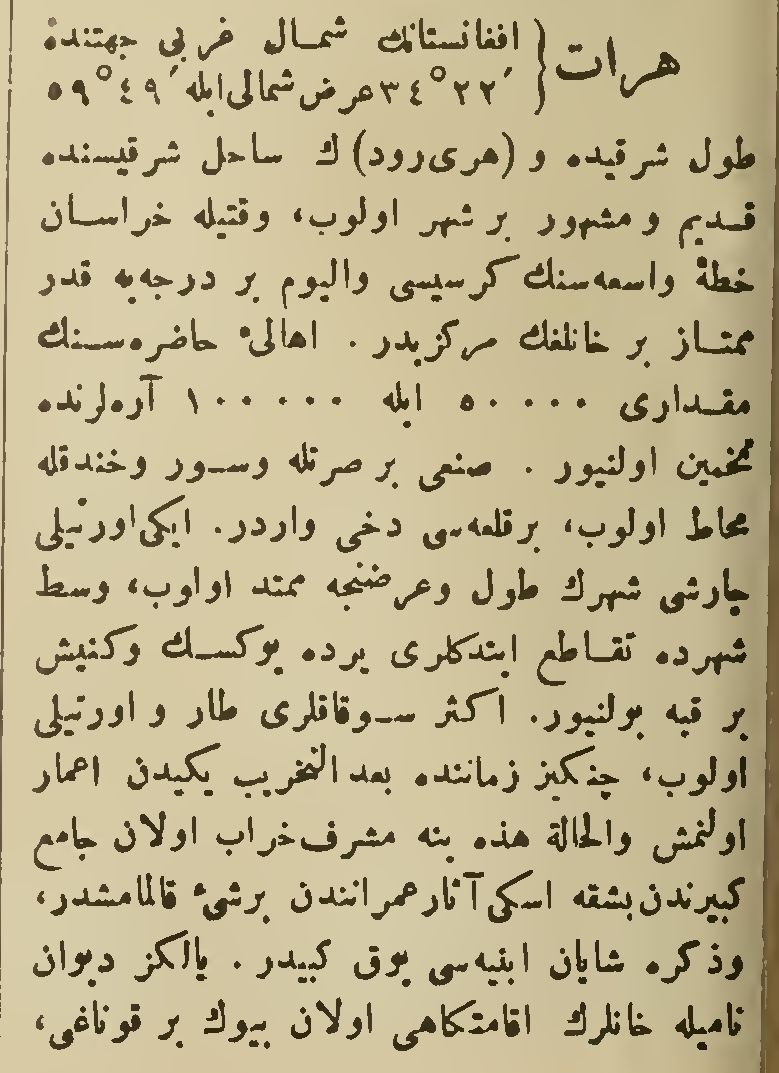 هرات { افغانستانك شمال غربی جهتنده
٢٢′ ٣٤° عرض شمالی ایله ٤٩′ ٥٩°
طول شرقیده و (هری‌رود) ك ساحل شرقیسنده
قدیم و مشهور بر شهر اولوب، وقتیله خراسان
خطهٔ واسعه‌سنك كرسیسی والیوم بر درجه‌یه قدر
ممتاز بر خانلغك مركزیدر . اهالیٔ حاضره‌سنك
مقداری ٥٠٠٠٠ ایله ١٠٠٠٠٠ آره‌لرنده
تخمین اولنیور . صنعی بر صرتله وسور وخندقله
محاط اولوب، برقلعه‌سی دخی واردر. ایكی اورتیلی
چارشی شهرك طول وعرضنجه ممتد اولوب، وسط
شهرده تقاطع ایتدكلری یرده یوكسك وكنیش
بر قبه بولنیور. اكثر سوقاقلری طار و اورتیلی
اولوب، چنكیز زماننده بعد التخریب یكیدن اعمار
اولنمش والحالة هذه ینه مشرف خراب اولان جامع
كبیرندن بشقه اسكی آثار عمرانندن برشیٔ قالمامشدر،
وذكره شایان ابنیه‌سی یوق كبیدر . یالكز دیوان
نامیله خانلرك اقامتكاهی اولان بیوك بر قوناغی،